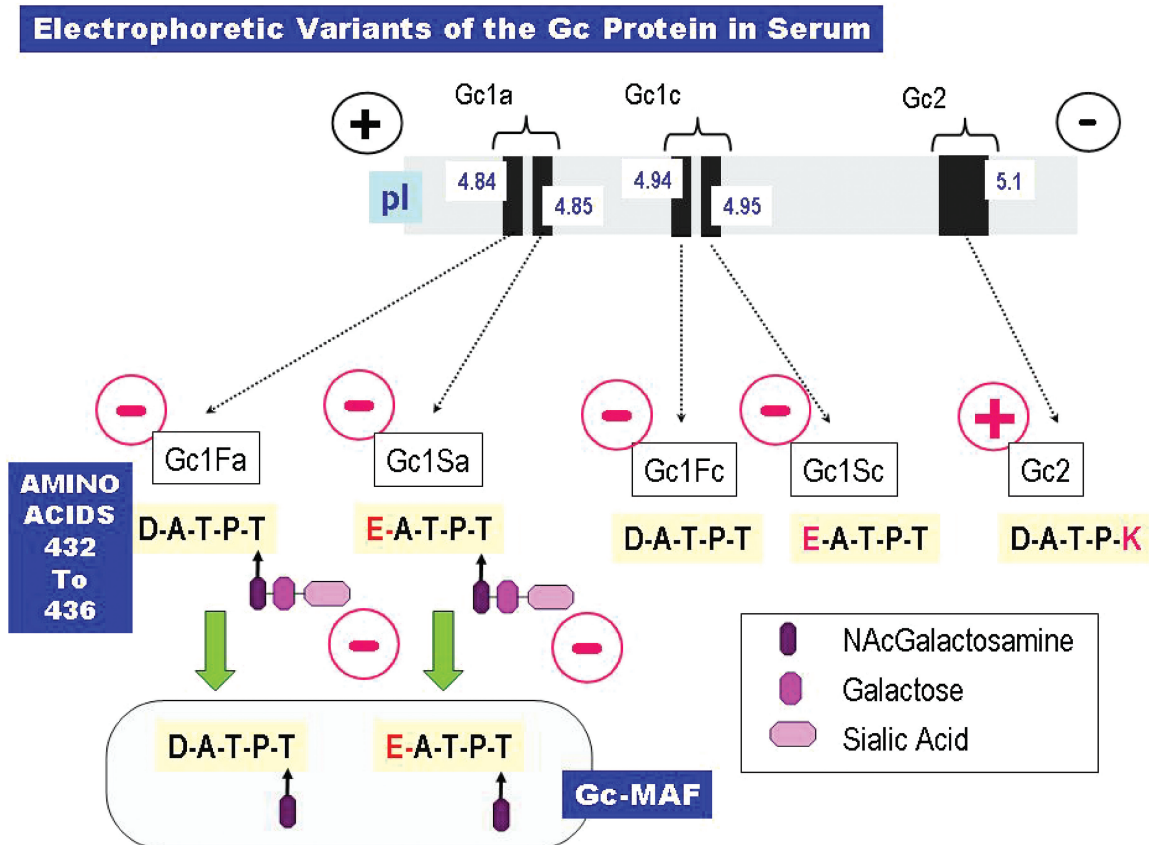 Electrophoretic Variants of the Gc Protein in Serum
Gc1a
Gc1c
Gc2
+
-
pI
4.84
4.85
4.94
4.95
5.1
-
-
-
-
+
Gc1Fa
Gc1Sa
Gc1Fc
Gc1Sc
Gc2
AMINO
ACIDS
432
To
436
D-A-T-P-T
E-A-T-P-T
D-A-T-P-T
E-A-T-P-T
D-A-T-P-K
-
-
NAcGalactosamine
Galactose
Sialic Acid
D-A-T-P-T
E-A-T-P-T
Gc-MAF